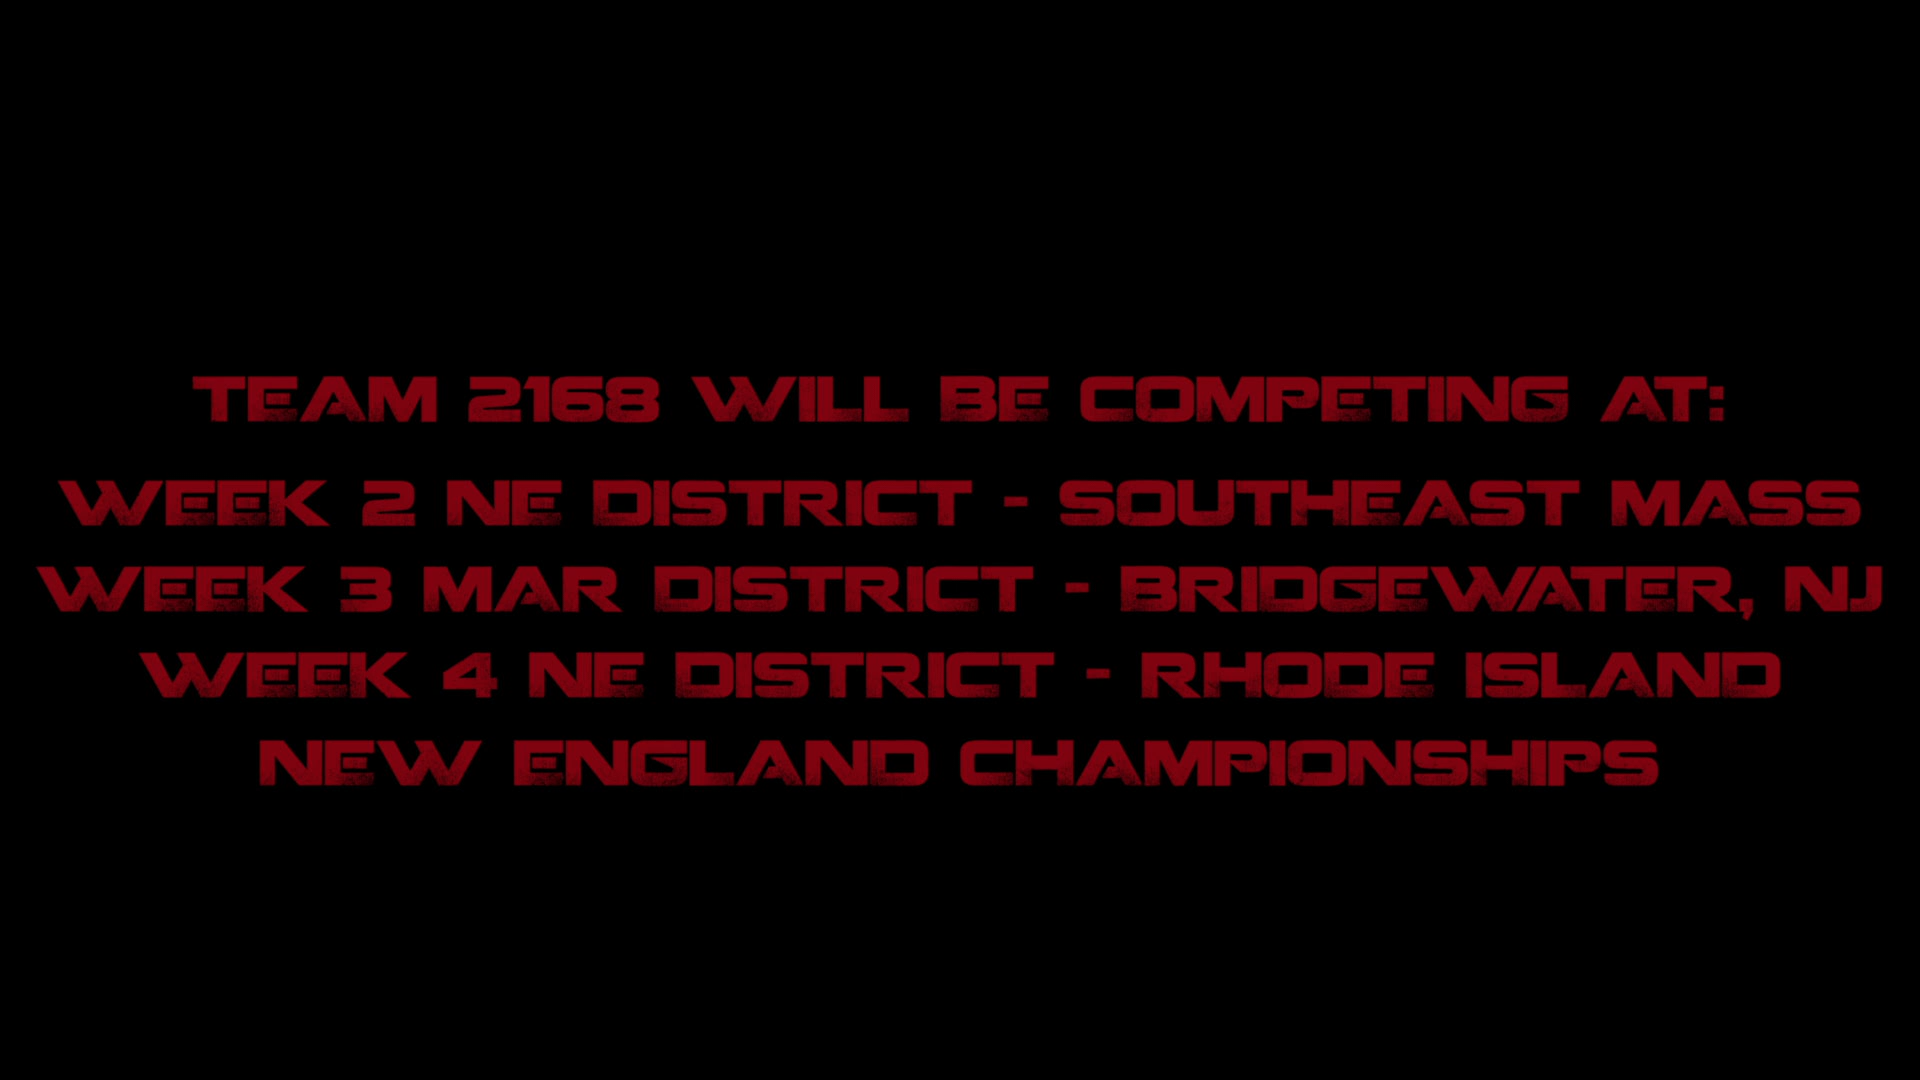 TEAM 2168 WILL BE COMPETING AT:
WEEK 2 NE DISTRICT - SOUTHEAST MASS
WEEK 3 MAR DISTRICT - BRIDGEWATER, NJ
WEEK 4 NE DISTRICT - RHODE ISLAND
NEW ENGLAND CHAMPIONSHIPS